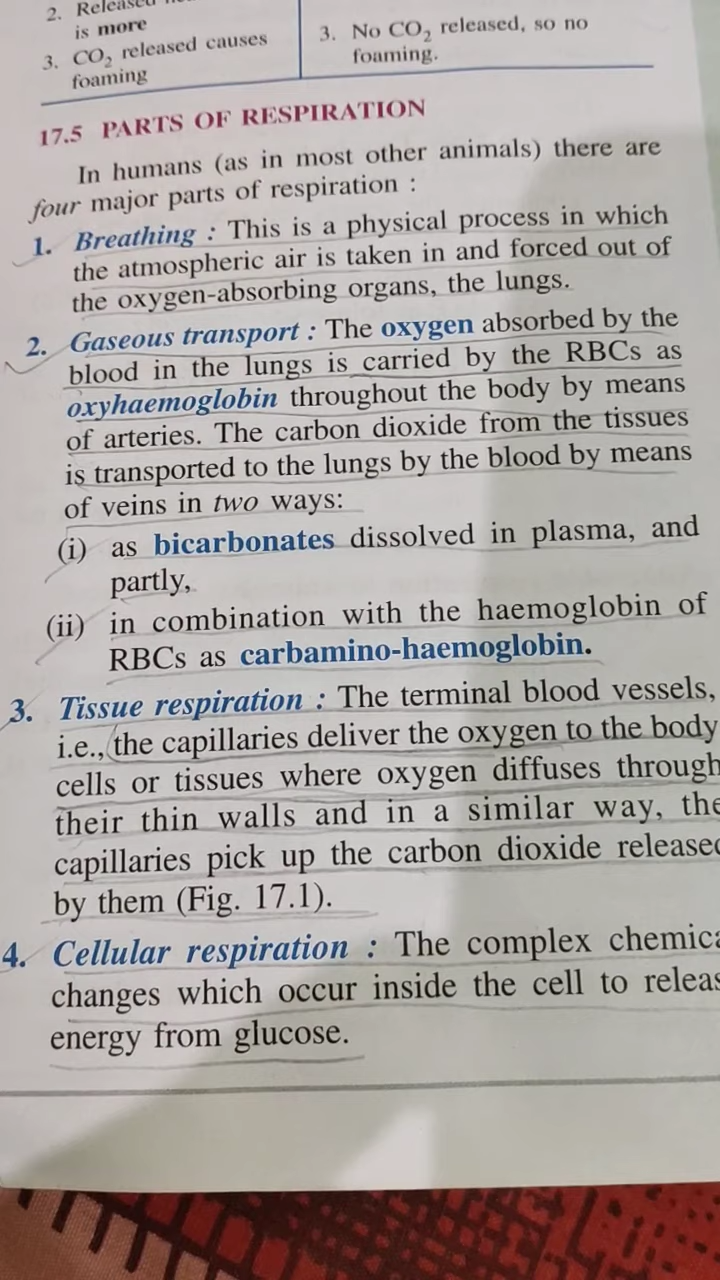 2. Released
is more
3. CO₂ released causes
foaming
3. No CO₂ released, so no
foaming.
17.5 PARTS OF RESPIRATION
In humans (as in most other animals) there are
four major parts of respiration :
1. Breathing : This is a physical process in which
the atmospheric air is taken in and forced out of
the oxygen-absorbing organs, the lungs.
2. Gaseous transport : The oxygen absorbed by the
blood in the lungs is carried by the RBCs as
oxyhaemoglobin throughout the body by means
of arteries. The carbon dioxide from the tissues
is transported to the lungs by the blood by means
of veins in two ways:
(i) as bicarbonates dissolved in plasma, and
partly,
(ii) in combination with the haemoglobin of
RBCs as carbamino-haemoglobin.
3. Tissue respiration : The terminal blood vessels,
i.e., the capillaries deliver the oxygen to the body
cells or tissues where oxygen diffuses through
their thin walls and in a similar way, the
capillaries pick up the carbon dioxide release
by them (Fig. 17.1).
4. Cellular respiration : The complex chemic
changes which occur inside the cell to releas
energy from glucose.